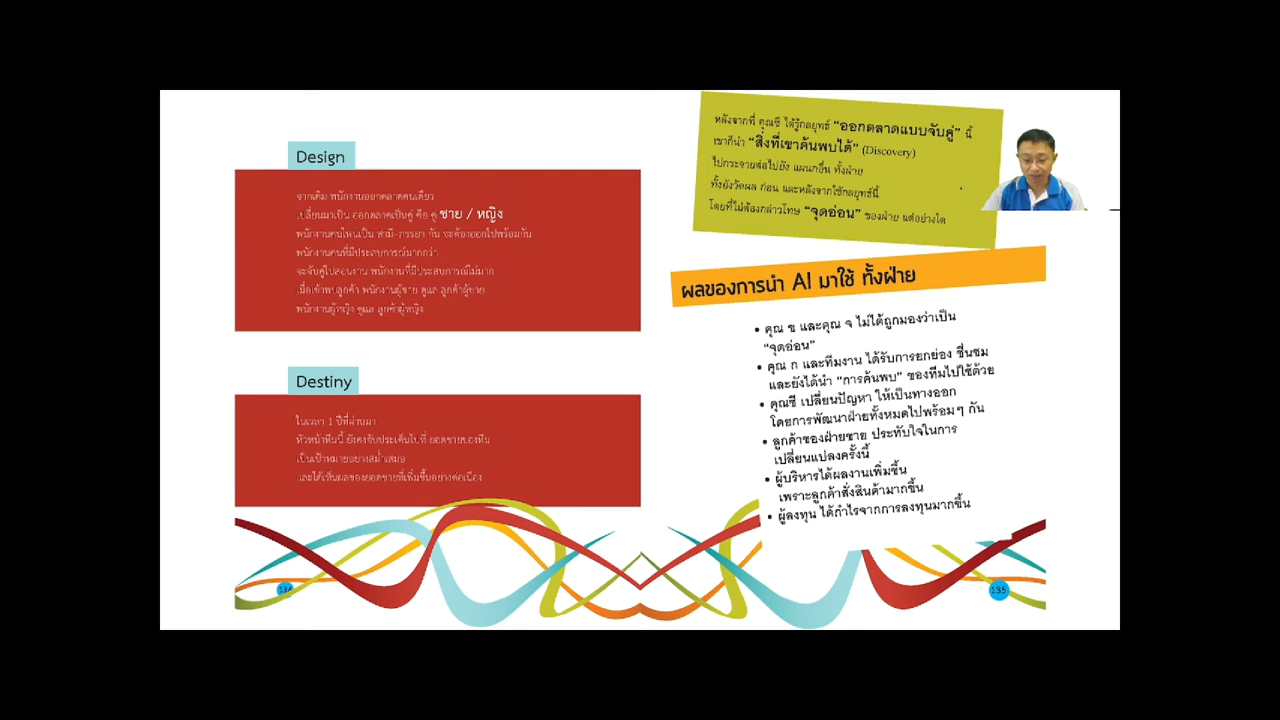 Design
จากเดิม พนักงานออกตลาดคนเดียว
เปลี่ยนมาเป็น ออกตลาดเป็นคู่ คือ คู่ ชาย / หญิง
พนักงานคนไหนเป็น สามี-ภรรยา กัน จะต้องออกไปพร้อมกัน
พนักงานคนที่มีประสบการณ์มากกว่า
จะจับคู่ไปสอนงาน พนักงานที่มีประสบการณ์ไม่มาก
เมื่อเข้าพบลูกค้า พนักงานผู้ชาย ดูแล ลูกค้าผู้ชาย
พนักงานผู้หญิง ดูแล ลูกค้าผู้หญิง
Destiny
ในเวลา 1 ปีที่ผ่านมา
หัวหน้าทีมนี้ ยังคงจับประเด็นไปที่ ยอดขายของทีม
เป็นเป้าหมายอย่างสม่ำเสมอ
และได้เห็นผลของยอดขายที่เพิ่มขึ้นอย่างต่อเนื่อง
134
หลังจากที่ คุณซี ได้รู้กลยุทธ์ “ออกตลาดแบบจับคู่” นี้
เขาก็นำ “สิ่งที่เขาค้นพบได้” (Discovery)
ไปกระจายต่อไปยัง แผนกอื่น ทั้งฝ่าย
ทั้งยังวัดผล ก่อน และหลังจากใช้กลยุทธ์นี้
โดยที่ไม่ต้องกล่าวโทษ “จุดอ่อน” ของฝ่าย แต่อย่างใด
ผลของการนำ AI มาใช้ ทั้งฝ่าย
• คุณ ข และคุณ จ ไม่ได้ถูกมองว่าเป็น
“จุดอ่อน”
• คุณ ก และทีมงาน ได้รับการยกย่อง ชื่นชม
และยังได้นำ “การค้นพบ” ของทีมไปใช้ด้วย
• คุณซี เปลี่ยนปัญหา ให้เป็นทางออก
โดยการพัฒนาฝ่ายทั้งหมดไปพร้อมๆ กัน
• ลูกค้าของฝ่ายขาย ประทับใจในการ
เปลี่ยนแปลงครั้งนี้
• ผู้บริหารได้ผลงานเพิ่มขึ้น
เพราะลูกค้าสั่งสินค้ามากขึ้น
• ผู้ลงทุน ได้กำไรจากการลงทุนมากขึ้น
135